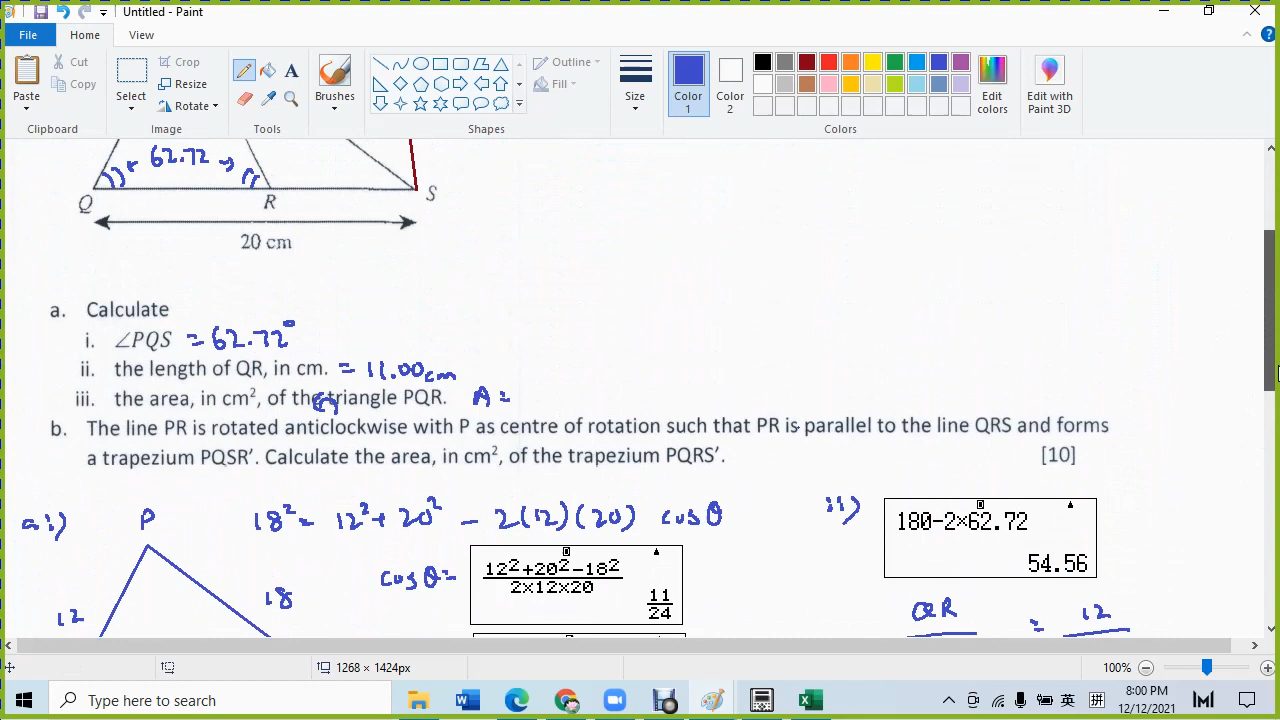 Untitled - Paint
File Home View
Cut
Copy
Paste
Clipboard
Crop
Resize
Rotate
Select
Image
A
Tools
Brushes
Outline
Fill
Shapes
Size
Color 1
Color 2
Edit colors
Colors
Edit with Paint 3D
62.72
Q R S
20 cm
a. Calculate
i. ∠PQS = 62.72°
ii. the length of QR, in cm. = 11.00cm
iii. the area, in cm², of the triangle PQR. A =
b. The line PR is rotated anticlockwise with P as centre of rotation such that PR is parallel to the line QRS and forms
a trapezium PQSR′. Calculate the area, in cm², of the trapezium PQRS′. [10]
ai) P 18² = 12² + 20² - 2(12)(20) cosθ
12 18
cosθ = 12²+20²−18² / 2×12×20
11/24
ii) 180−2×62.72
54.56
QR = 12
1268 × 1424px
100%
Type here to search
英 拼
8:00 PM
12/12/2021